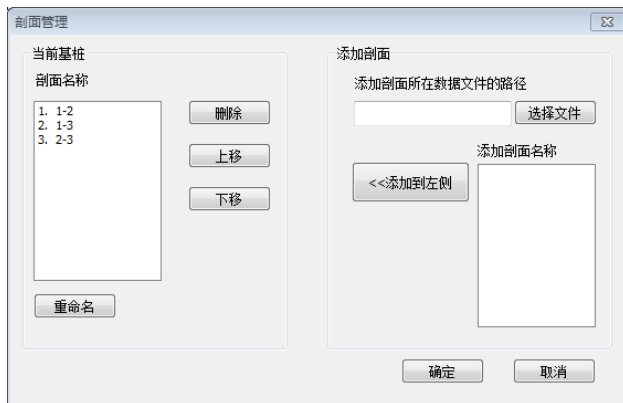 剖面管理
当前基桩
剖面名称
1. 1-2
2. 1-3
3. 2-3
删除
上移
下移
重命名
添加剖面
添加剖面所在数据文件的路径
选择文件
添加剖面名称
<<添加到左侧
确定
取消